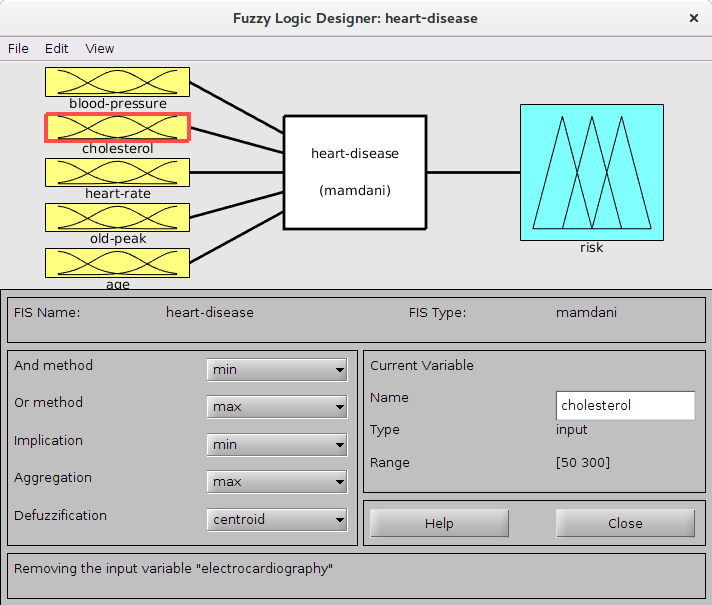 Fuzzy Logic Designer: heart-disease
×
File Edit View
blood-pressure
cholesterol
heart-rate
old-peak
age
heart-disease
(mamdani)
risk
FIS Name: heart-disease FIS Type: mamdani
And method min
Or method max
Implication min
Aggregation max
Defuzzification centroid
Current Variable
Name cholesterol
Type input
Range [50 300]
Help Close
Removing the input variable "electrocardiography"